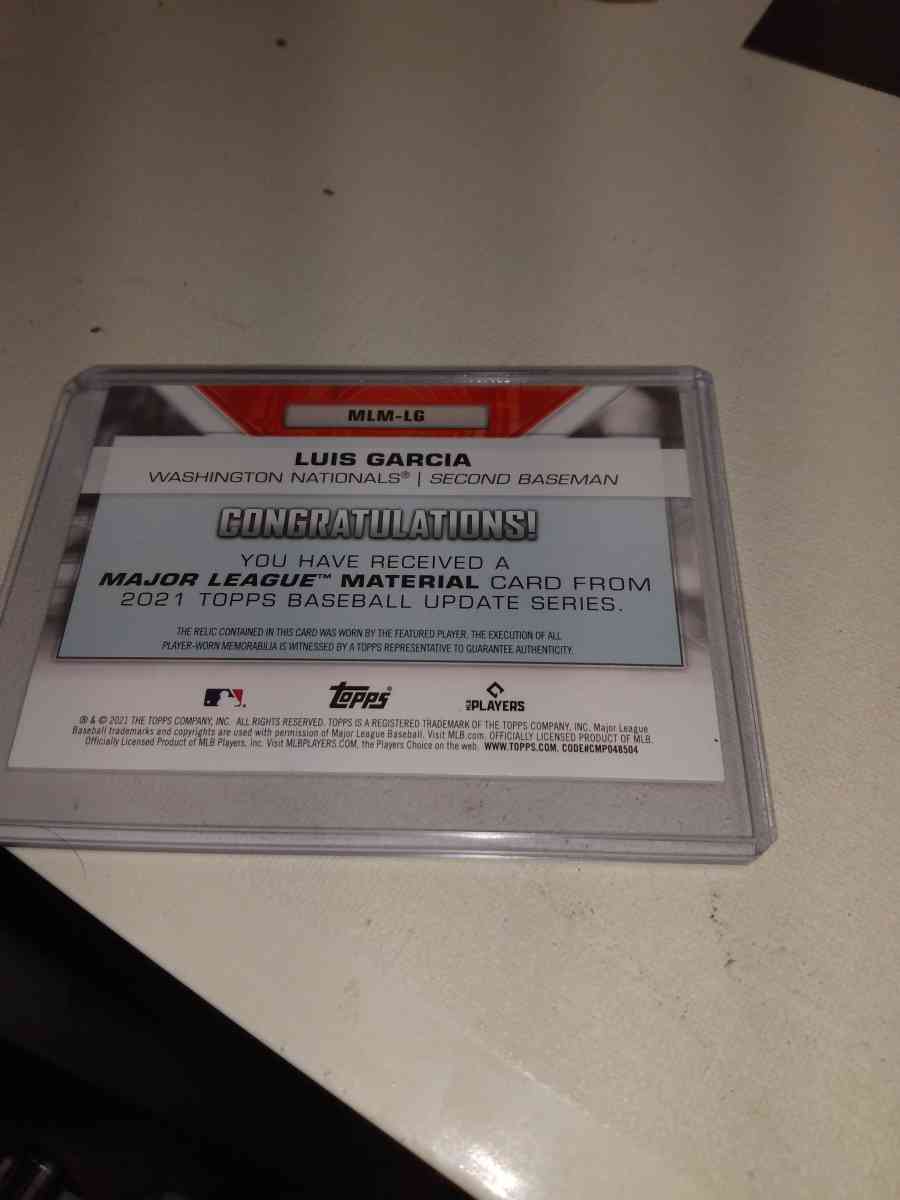 MLM-LG
LUIS GARCIA
WASHINGTON NATIONALS® | SECOND BASEMAN
CONGRATULATIONS!
YOU HAVE RECEIVED A
MAJOR LEAGUE™ MATERIAL CARD FROM
2021 TOPPS BASEBALL UPDATE SERIES.
THE RELIC CONTAINED IN THIS CARD WAS WORN BY THE FEATURED PLAYER. THE EXECUTION OF ALL
PLAYER-WORN MEMORABILIA IS WITNESSED BY A TOPPS REPRESENTATIVE TO GUARANTEE AUTHENTICITY.
topps®
MLB PLAYERS
® & © 2021 THE TOPPS COMPANY, INC. ALL RIGHTS RESERVED. TOPPS IS A REGISTERED TRADEMARK OF THE TOPPS COMPANY, INC. Major League
Baseball trademarks and copyrights are used with permission of Major League Baseball. Visit MLB.com. OFFICIALLY LICENSED PRODUCT OF MLB
Officially Licensed Product of MLB Players, Inc. Visit MLBPLAYERS.COM, the Players Choice on the web. WWW.TOPPS.COM. CODE#CMP048504